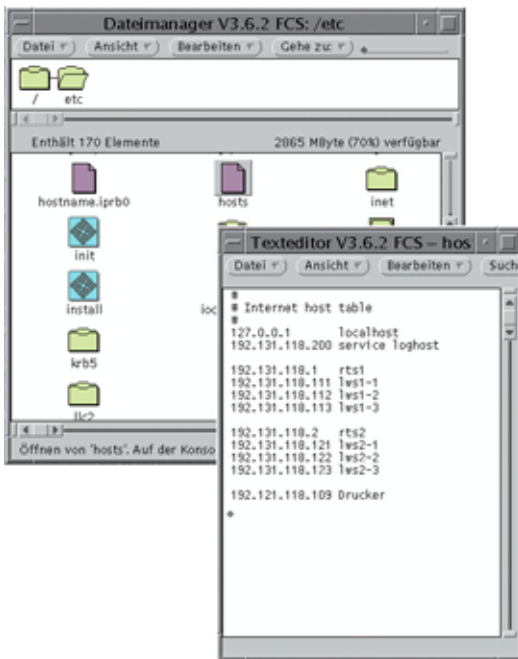 Dateimanager V3.6.2 FCS: /etc
Datei Ansicht Bearbeiten Gehe zu:
/ etc
Enthält 170 Elemente 2865 MByte (70%) verfügbar
hostname.iprb0 hosts inet
init
install
krb5
Öffnen von 'hosts'. Auf der Konso
Texteditor V3.6.2 FCS – hos
Datei Ansicht Bearbeiten Such
#
# Internet host table
#
127.0.0.1 localhost
192.131.118.200 service loghost
192.131.118.1 rts1
192.131.118.111 lws1-1
192.131.118.112 lws1-2
192.131.118.113 lws1-3
192.131.118.2 rts2
192.131.118.121 lws2-1
192.131.118.122 lws2-2
192.131.118.123 lws2-3
192.121.118.109 Drucker